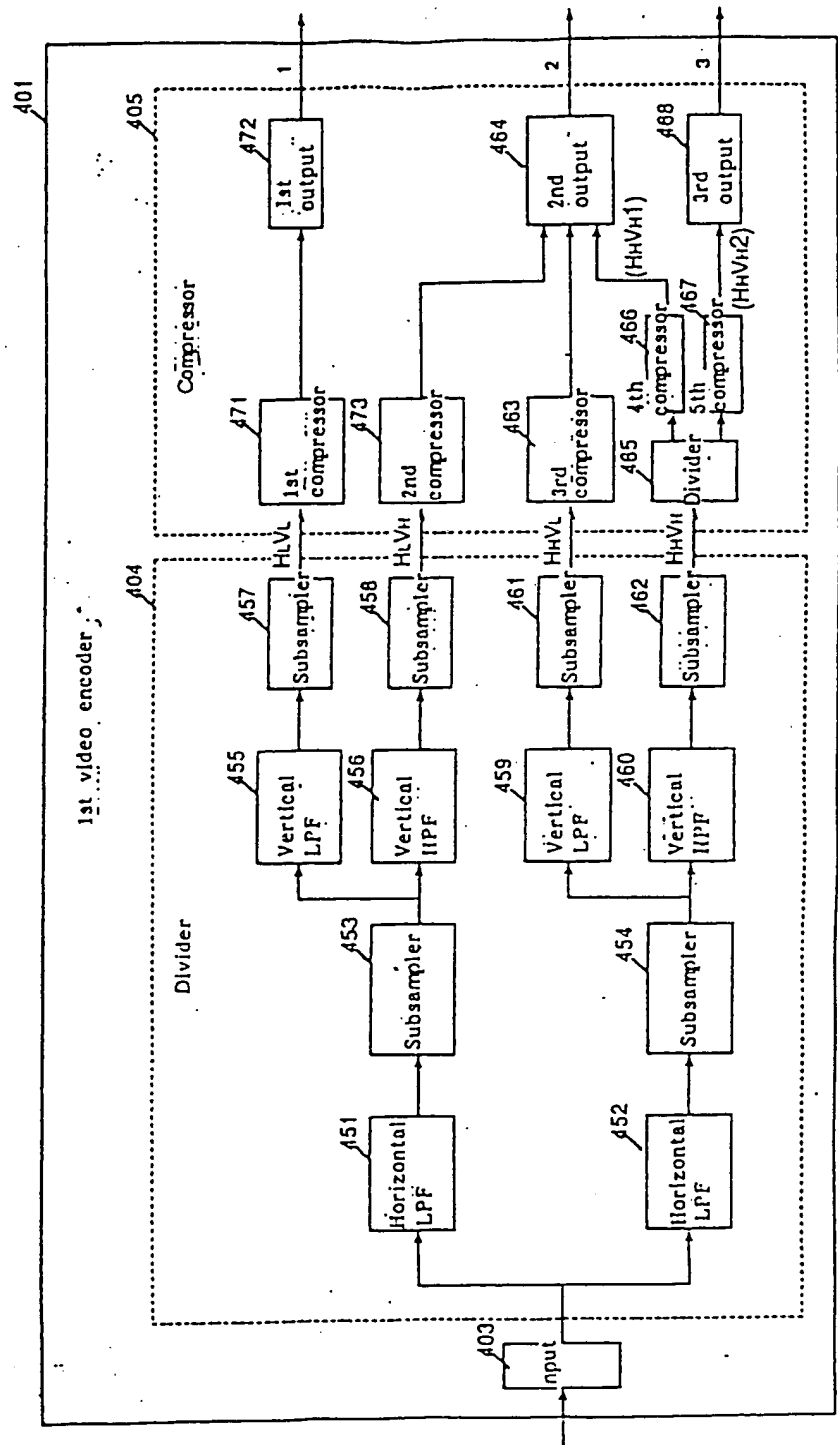 401
1st video encoder
404
Divider
405
Compressor
403
Input
451
Horizontal
LPF
452
Horizontal
LPF
453
Subsampler
454
Subsampler
455
Vertical
LPF
456
Vertical
HPF
459
Vertical
LPF
460
Vertical
HPF
457
Subsampler
458
Subsampler
461
Subsampler
462
Subsampler
HLVL
HLVH
HHVL
HHVH
471
1st
compressor
473
2nd
compressor
463
3rd
compressor
465
Divider
466
4th
compressor
467
5th
compressor
(HHVH1)
(HHVH2)
472
1st
output
464
2nd
output
468
3rd
output
1
2
3